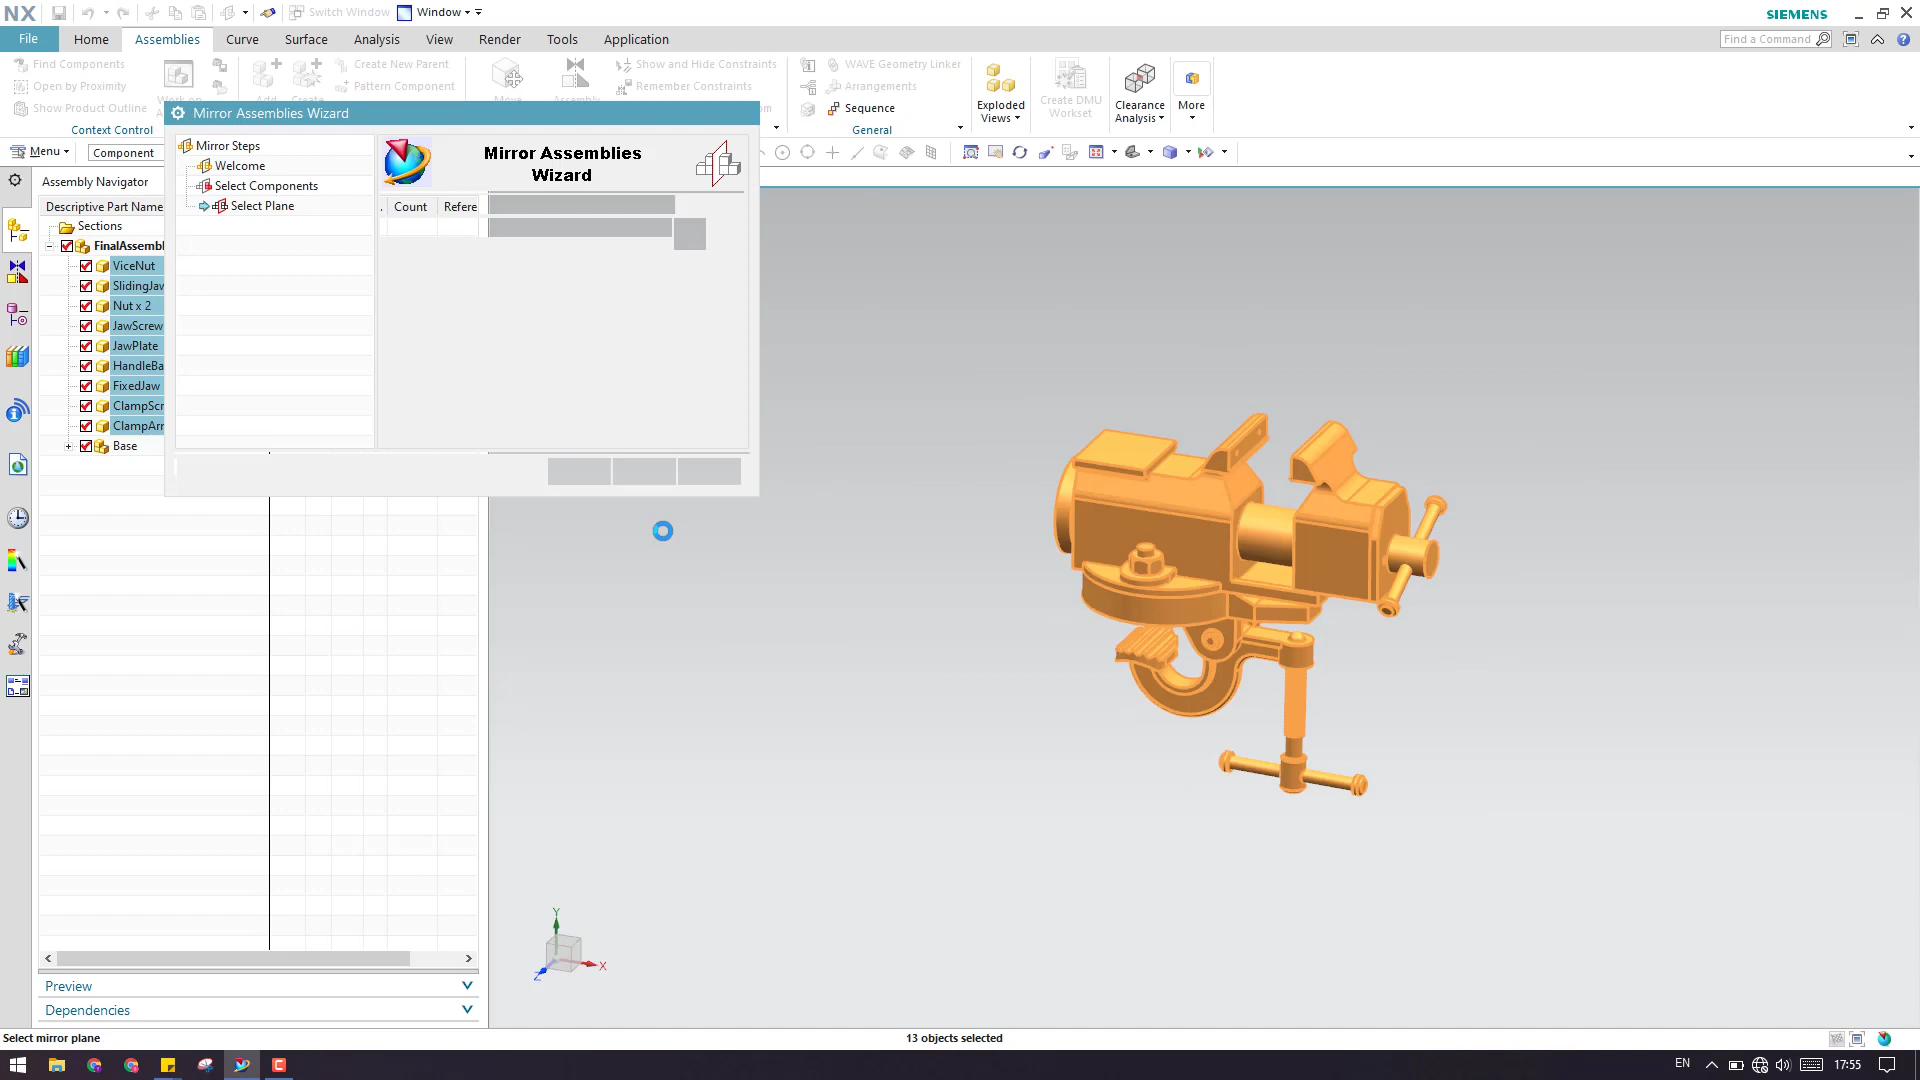 NX
Switch Window
Window
SIEMENS
File
Home
Assemblies
Curve
Surface
Analysis
View
Render
Tools
Application
Find a Command
Find Components
Open by Proximity
Show Product Outline
Context Control
Create New Parent
Pattern Component
Show and Hide Constraints
Remember Constraints
WAVE Geometry Linker
Arrangements
Sequence
General
Exploded
Views
Create DMU
Workset
Clearance
Analysis
More
Menu
Component
Mirror Assemblies Wizard
Mirror Steps
Welcome
Select Components
Select Plane
Mirror Assemblies
Wizard
Count
Refere
Assembly Navigator
Descriptive Part Name
Sections
FinalAssembl
ViceNut
SlidingJaw
Nut x 2
JawScrew
JawPlate
HandleBa
FixedJaw
ClampScr
ClampArr
Base
Y
X
Z
Preview
Dependencies
Select mirror plane
13 objects selected
EN
17:55